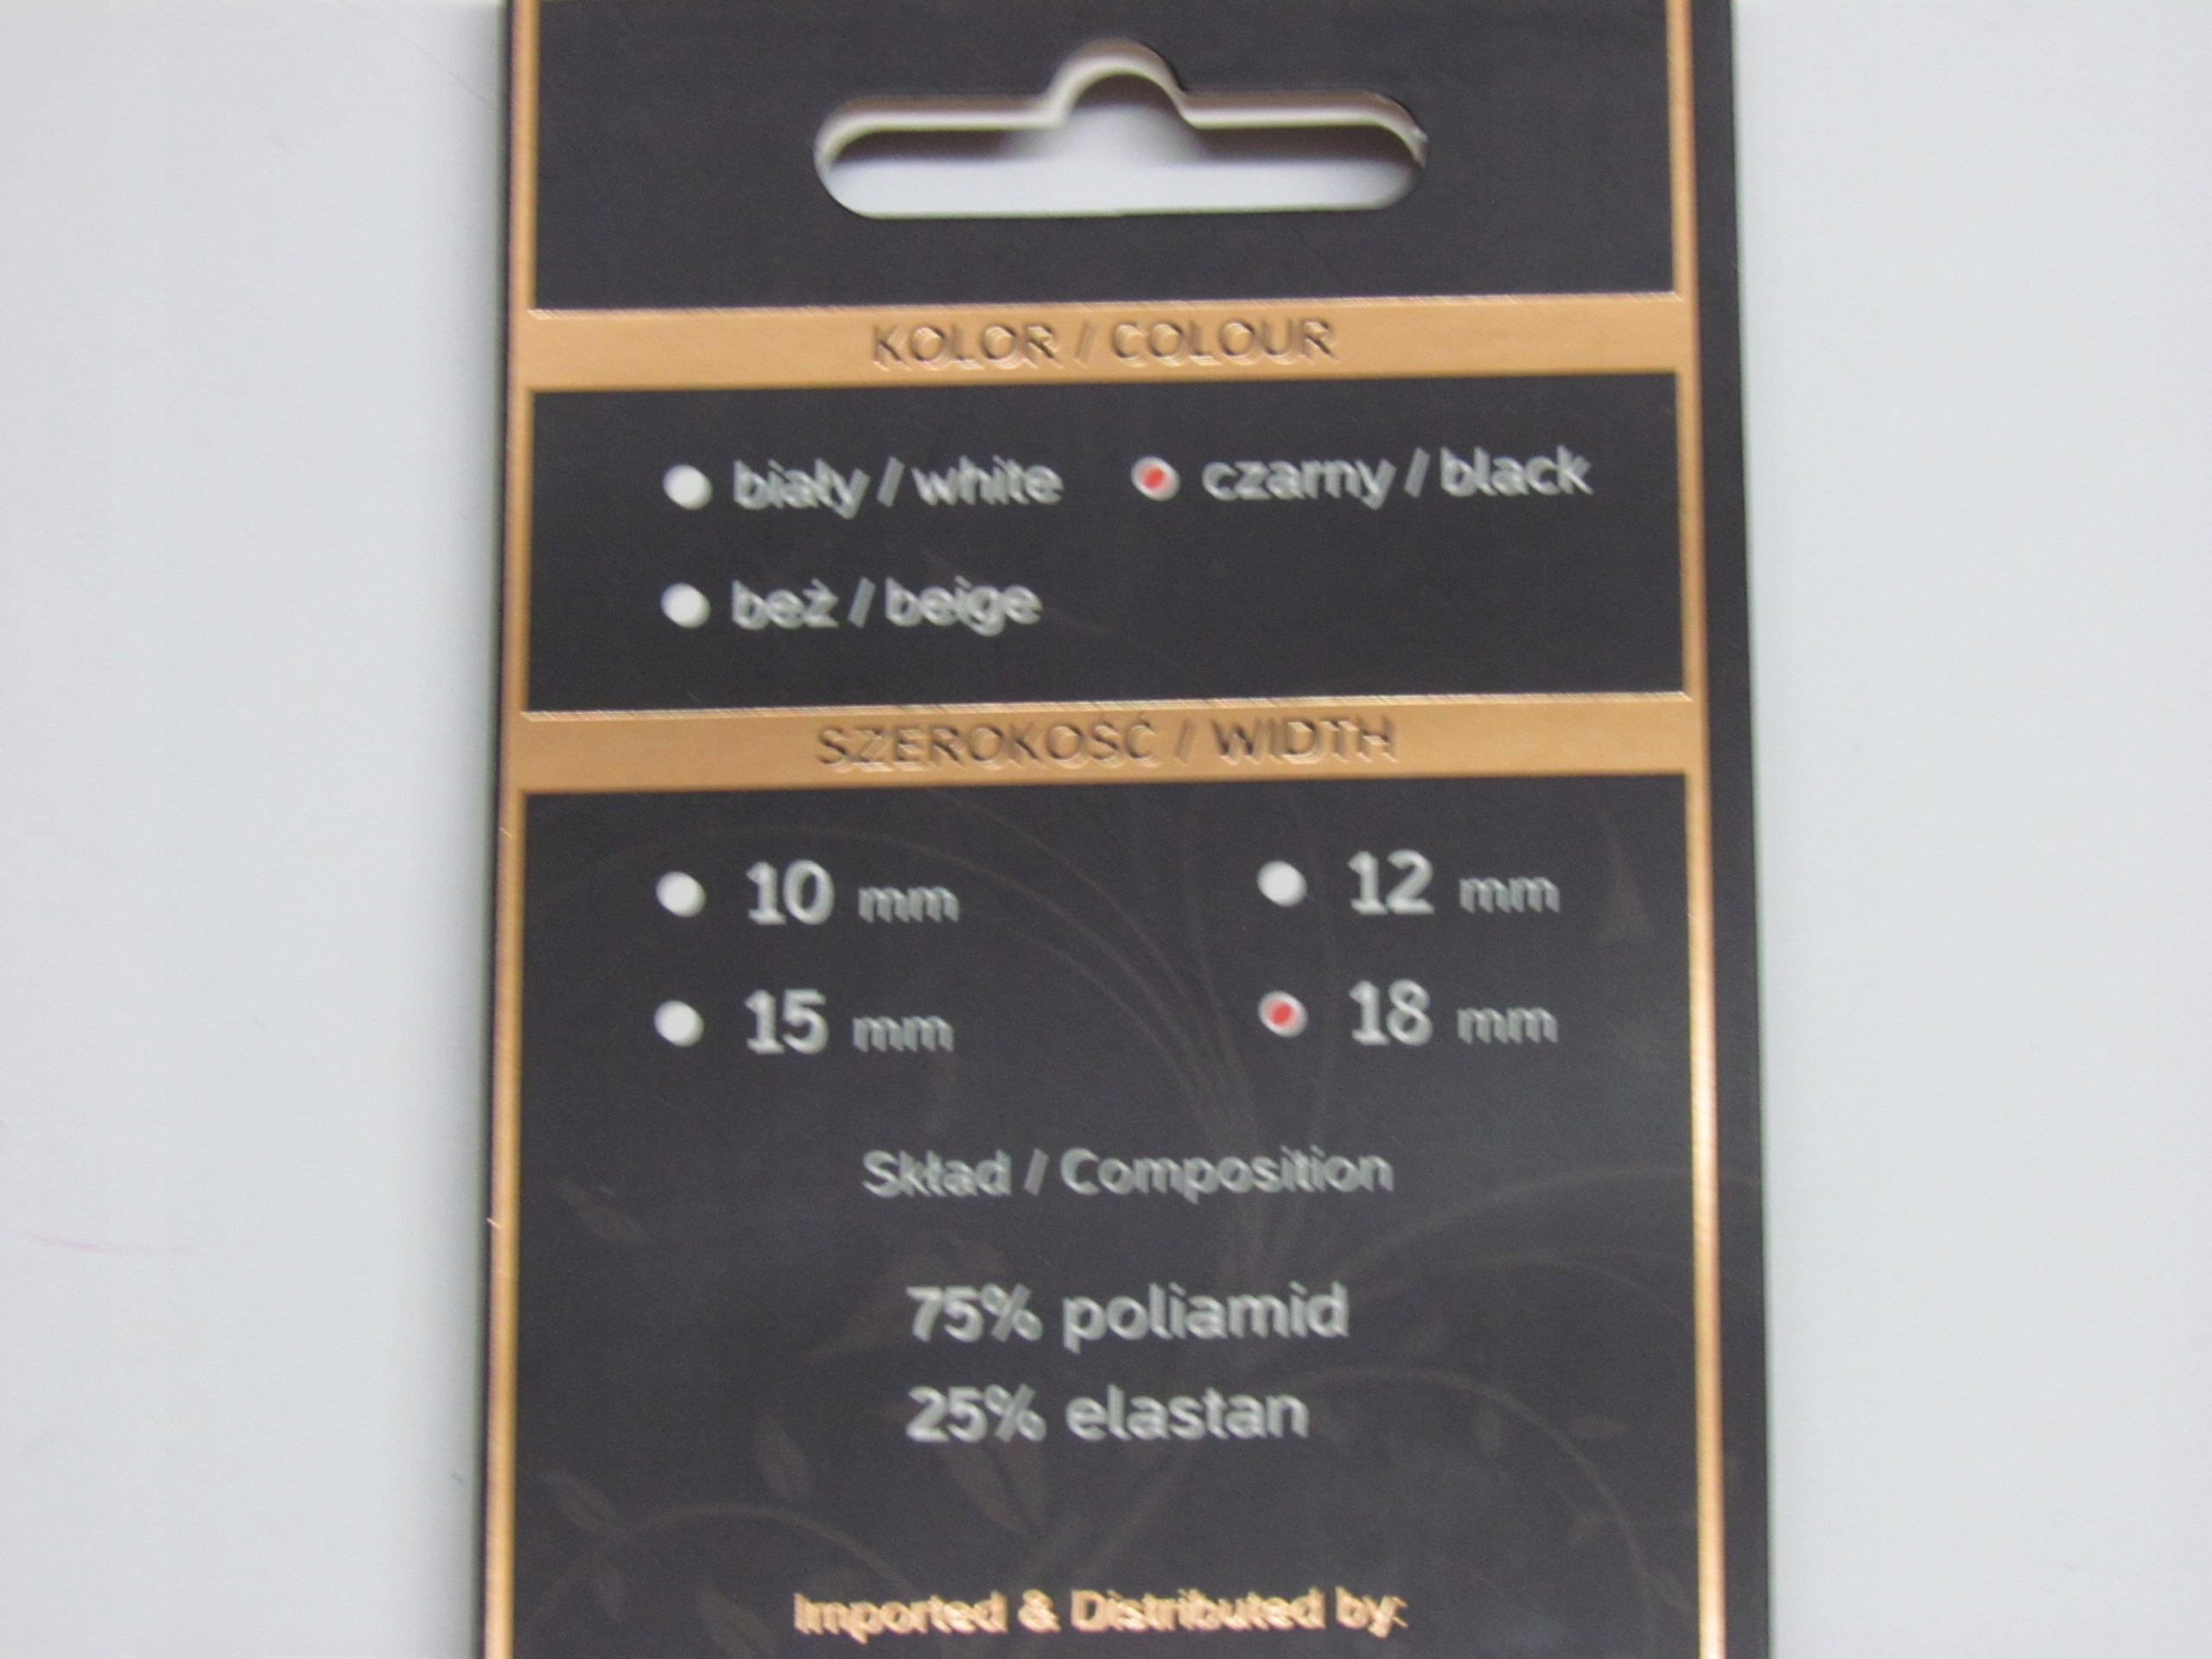 KOLOR / COLOUR
biały / white czarny / black
beż / beige
SZEROKOŚĆ / WIDTH
10 mm 12 mm
15 mm 18 mm
Skład / Composition
75% poliamid
25% elastan
Imported & Distributed by: